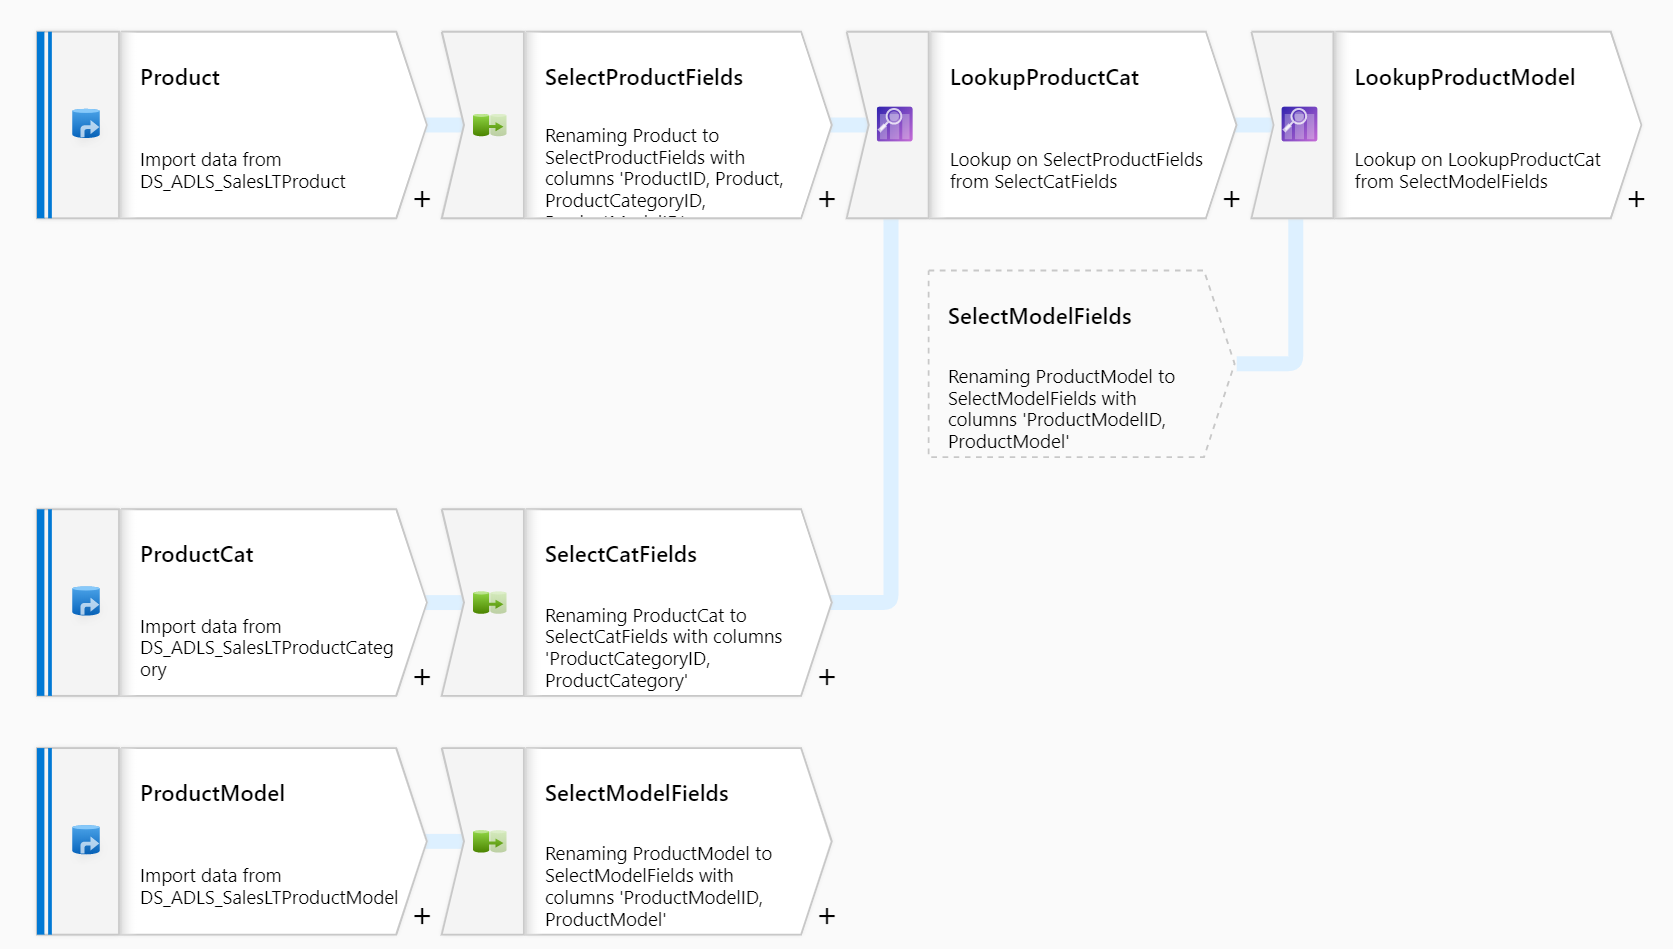 Product
Import data from
DS_ADLS_SalesLTProduct
+
SelectProductFields
Renaming Product to
SelectProductFields with
columns 'ProductID, Product,
ProductCategoryID,
+
LookupProductCat
Lookup on SelectProductFields
from SelectCatFields
+
LookupProductModel
Lookup on LookupProductCat
from SelectModelFields
+
SelectModelFields
Renaming ProductModel to
SelectModelFields with
columns 'ProductModelID,
ProductModel'
ProductCat
Import data from
DS_ADLS_SalesLTProductCateg
ory
+
SelectCatFields
Renaming ProductCat to
SelectCatFields with columns
'ProductCategoryID,
ProductCategory'
+
ProductModel
Import data from
DS_ADLS_SalesLTProductModel
+
SelectModelFields
Renaming ProductModel to
SelectModelFields with
columns 'ProductModelID,
ProductModel'
+